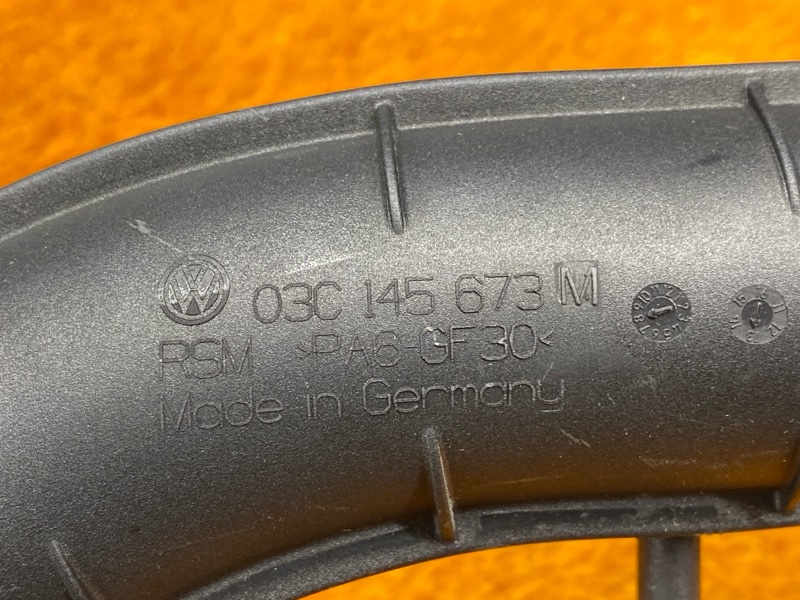 03C 145 673 M
RSM >PA6-GF30<
Made in Germany